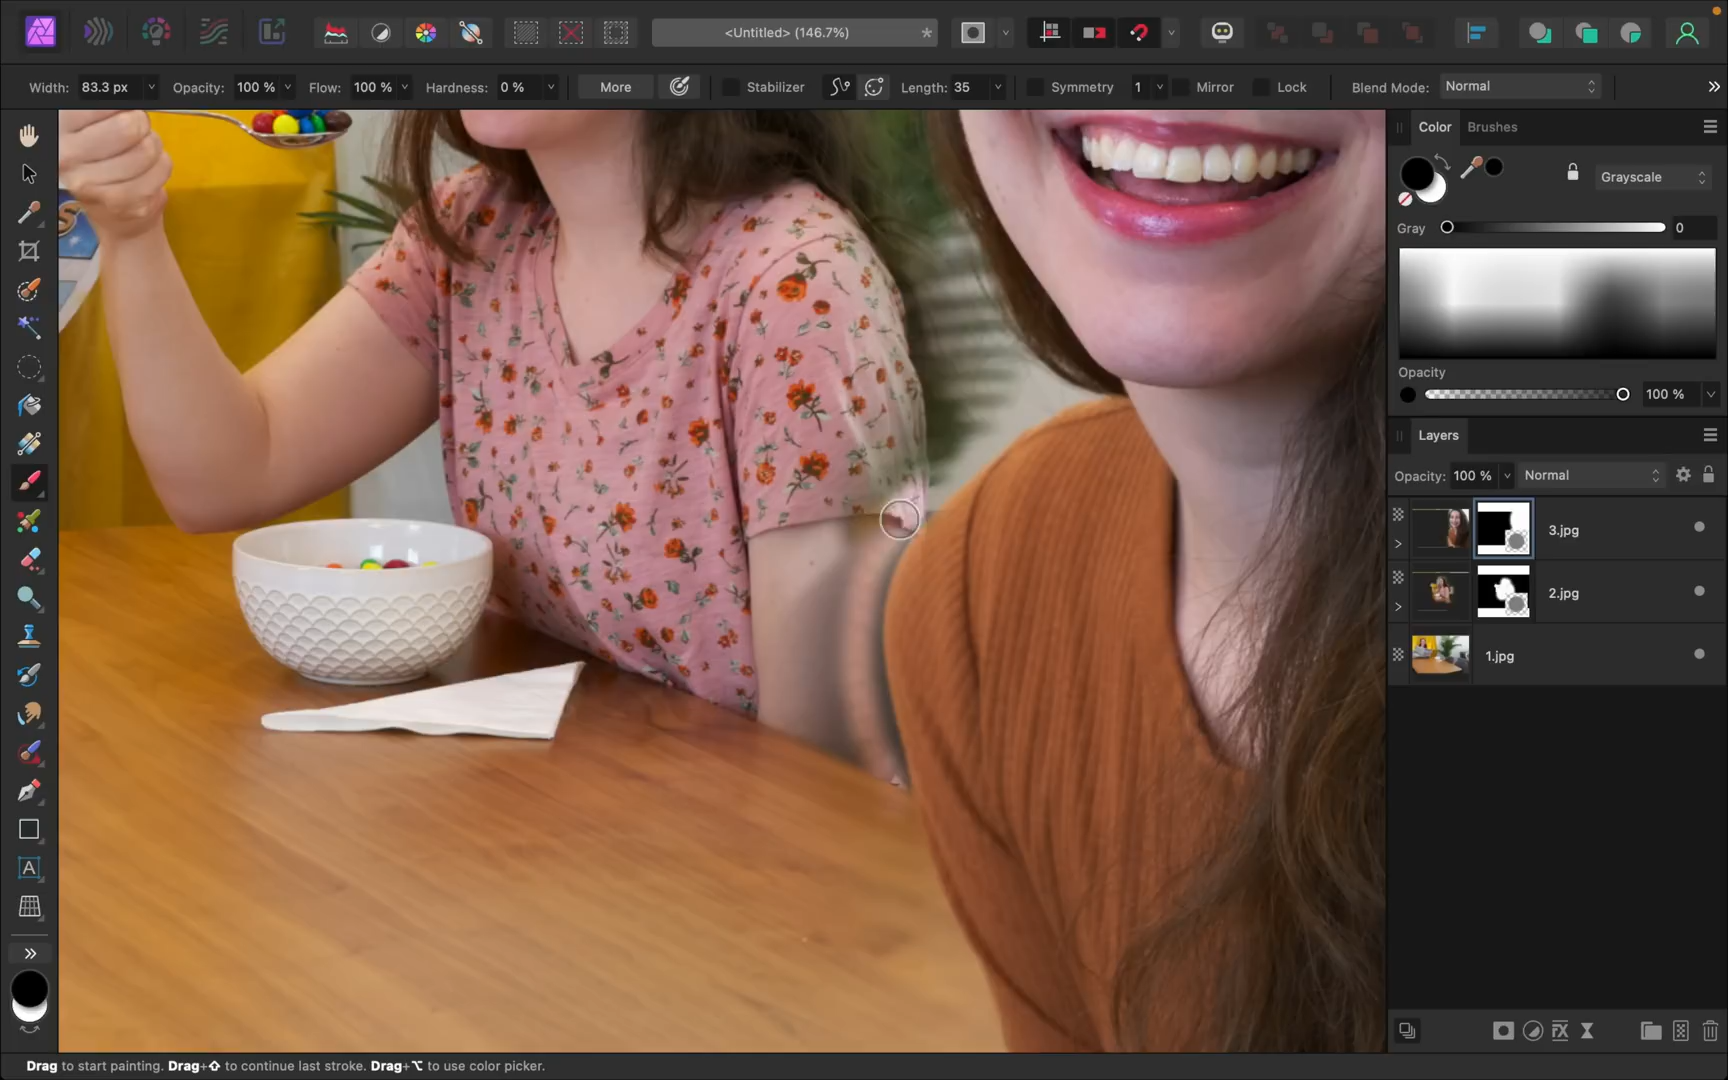 <Untitled> (146.7%)
*
Width: 83.3 px Opacity: 100 % Flow: 100 % Hardness: 0 % More Stabilizer Length: 35 Symmetry 1 Mirror Lock Blend Mode: Normal
Color Brushes
Grayscale
Gray 0
Opacity
100 %
Layers
Opacity: 100 % Normal
3.jpg
2.jpg
1.jpg
A
FX
Drag to start painting. Drag+⇧ to continue last stroke. Drag+⌥ to use color picker.